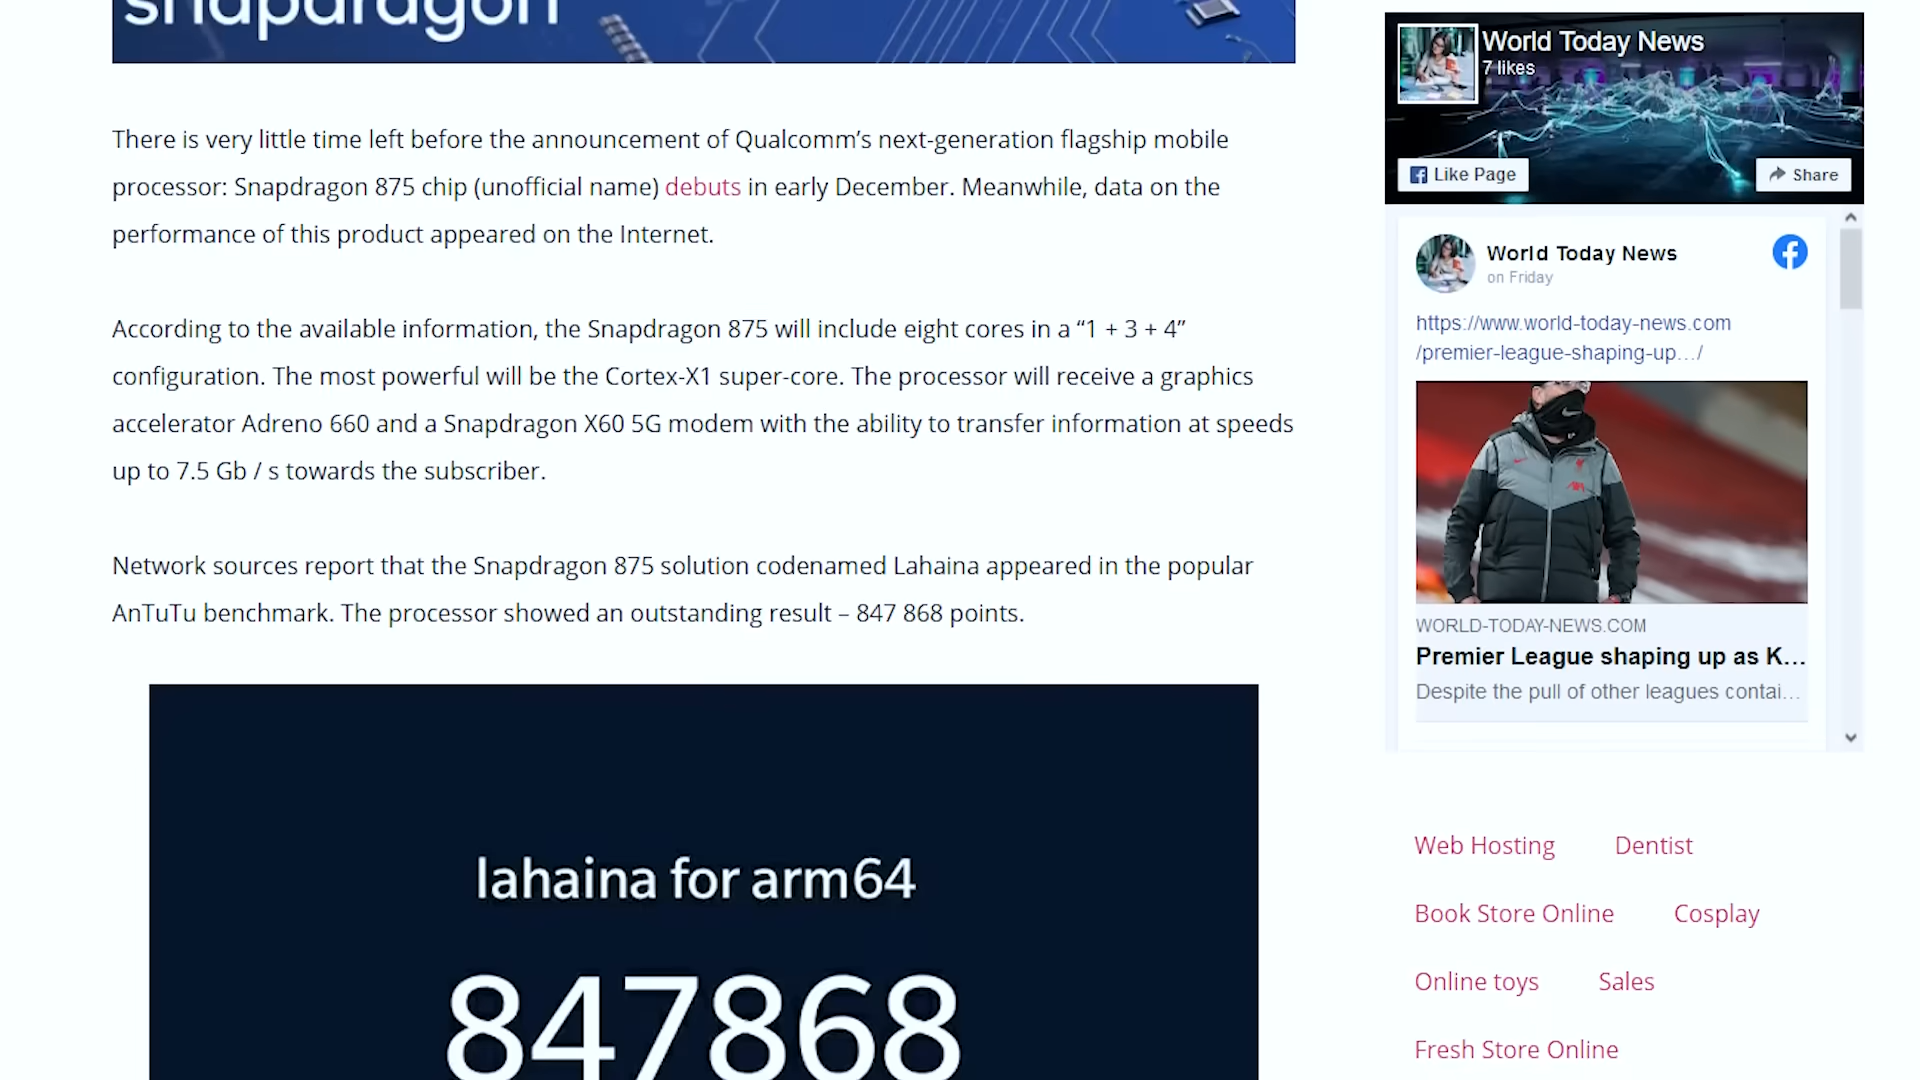 snapdragon
There is very little time left before the announcement of Qualcomm’s next-generation flagship mobile
processor: Snapdragon 875 chip (unofficial name) debuts in early December. Meanwhile, data on the
performance of this product appeared on the Internet.
According to the available information, the Snapdragon 875 will include eight cores in a “1 + 3 + 4”
configuration. The most powerful will be the Cortex-X1 super-core. The processor will receive a graphics
accelerator Adreno 660 and a Snapdragon X60 5G modem with the ability to transfer information at speeds
up to 7.5 Gb / s towards the subscriber.
Network sources report that the Snapdragon 875 solution codenamed Lahaina appeared in the popular
AnTuTu benchmark. The processor showed an outstanding result – 847 868 points.
lahaina for arm64
847868
World Today News
7 likes
Like Page
Share
World Today News
on Friday
https://www.world-today-news.com
/premier-league-shaping-up…/
WORLD-TODAY-NEWS.COM
Premier League shaping up as K...
Despite the pull of other leagues contai...
Web Hosting
Dentist
Book Store Online
Cosplay
Online toys
Sales
Fresh Store Online